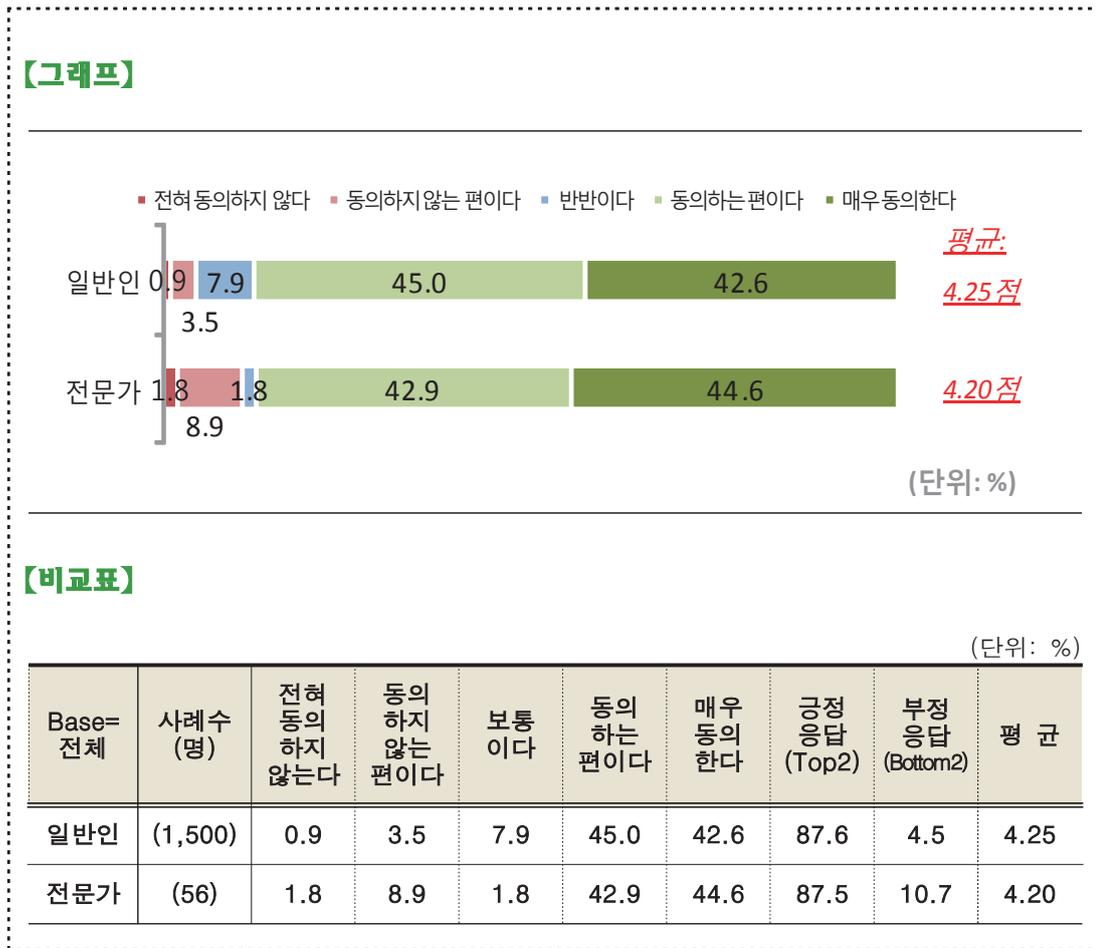 【그래프】
전혀 동의하지 않다 동의하지 않는 편이다 반반이다 동의하는 편이다 매우 동의한다
평균:
일반인 0.9 7.9 45.0 42.6 4.25점
3.5
전문가 1.8 1.8 42.9 44.6 4.20점
8.9
(단위: %)
【비교표】
(단위: %)
Base=
전체
사례수
(명)
전혀
동의
하지
않는다
동의
하지
않는
편이다
보통
이다
동의
하는
편이다
매우
동의
한다
긍정
응답
(Top2)
부정
응답
(Bottom2)
평 균
일반인 (1,500) 0.9 3.5 7.9 45.0 42.6 87.6 4.5 4.25
전문가 (56) 1.8 8.9 1.8 42.9 44.6 87.5 10.7 4.20